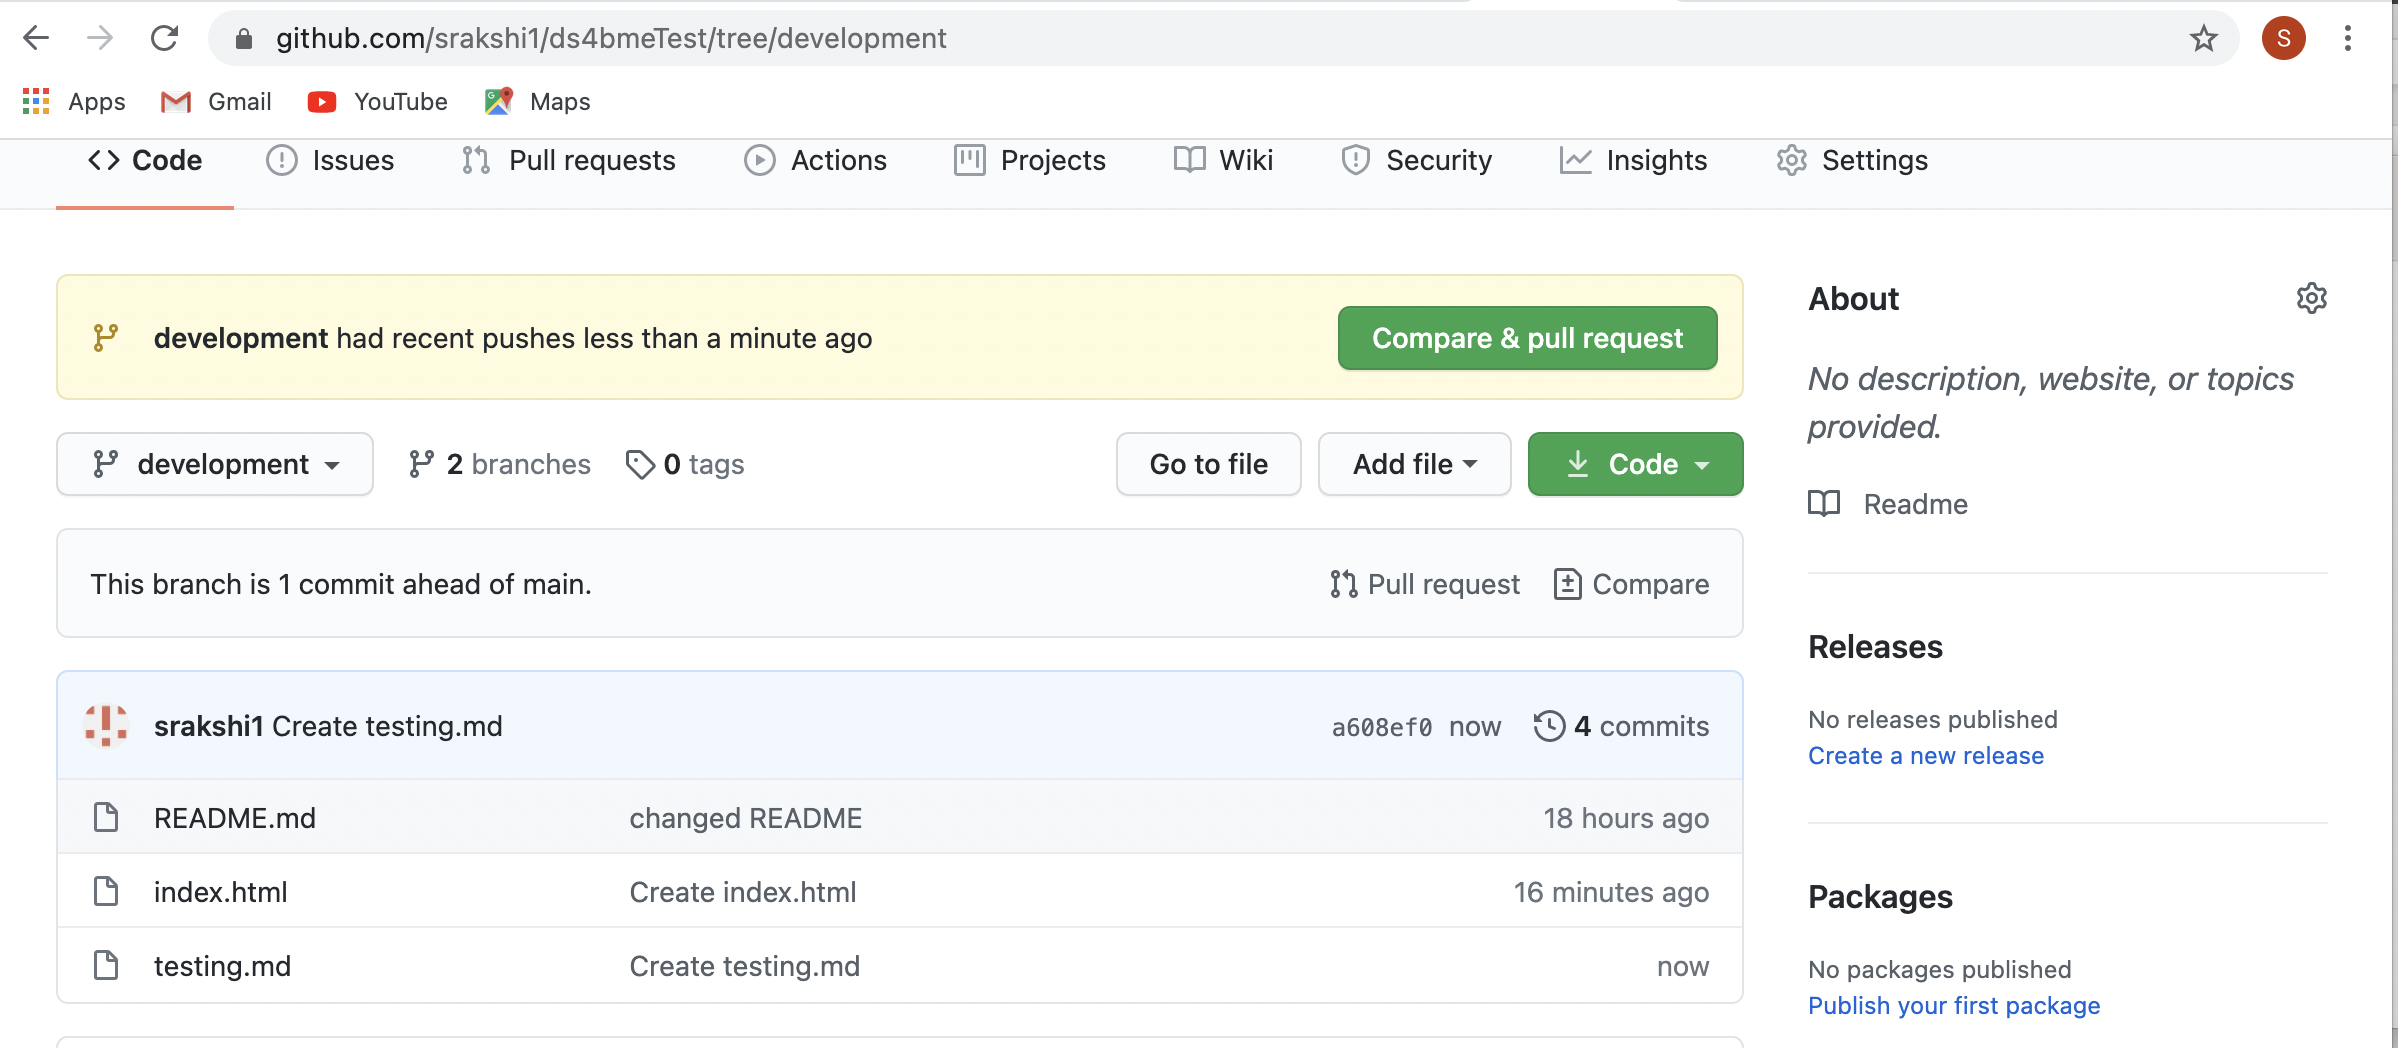 github.com/srakshi1/ds4bmeTest/tree/development
S
Apps Gmail YouTube Maps
Code Issues Pull requests Actions Projects Wiki Security Insights Settings
development had recent pushes less than a minute ago Compare & pull request
development 2 branches 0 tags Go to file Add file Code
This branch is 1 commit ahead of main. Pull request Compare
srakshi1 Create testing.md a608ef0 now 4 commits
README.md changed README 18 hours ago
index.html Create index.html 16 minutes ago
testing.md Create testing.md now
About
No description, website, or topics
provided.
Readme
Releases
No releases published
Create a new release
Packages
No packages published
Publish your first package